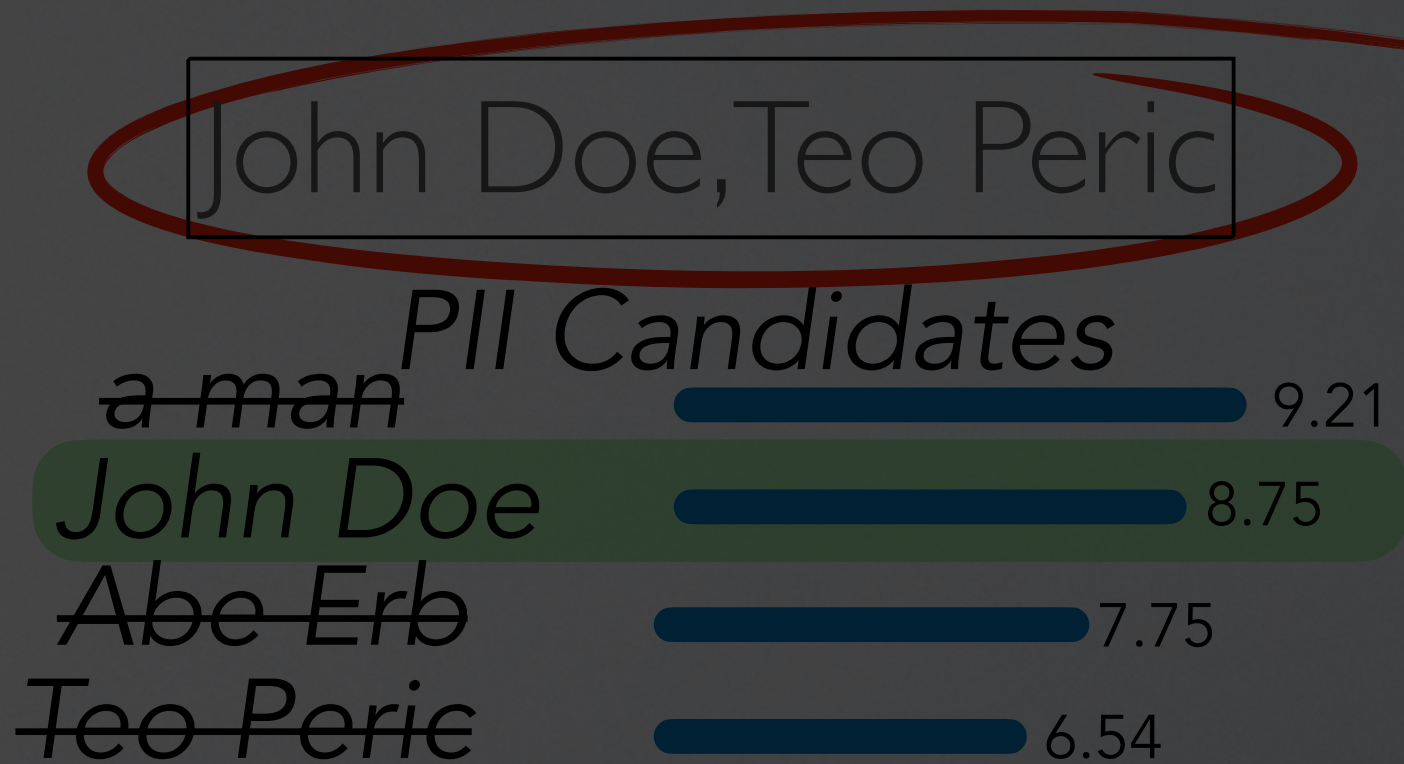 John Doe,Teo Peric
PII Candidates
a man 9.21
John Doe 8.75
Abe Erb 7.75
Teo Peric 6.54